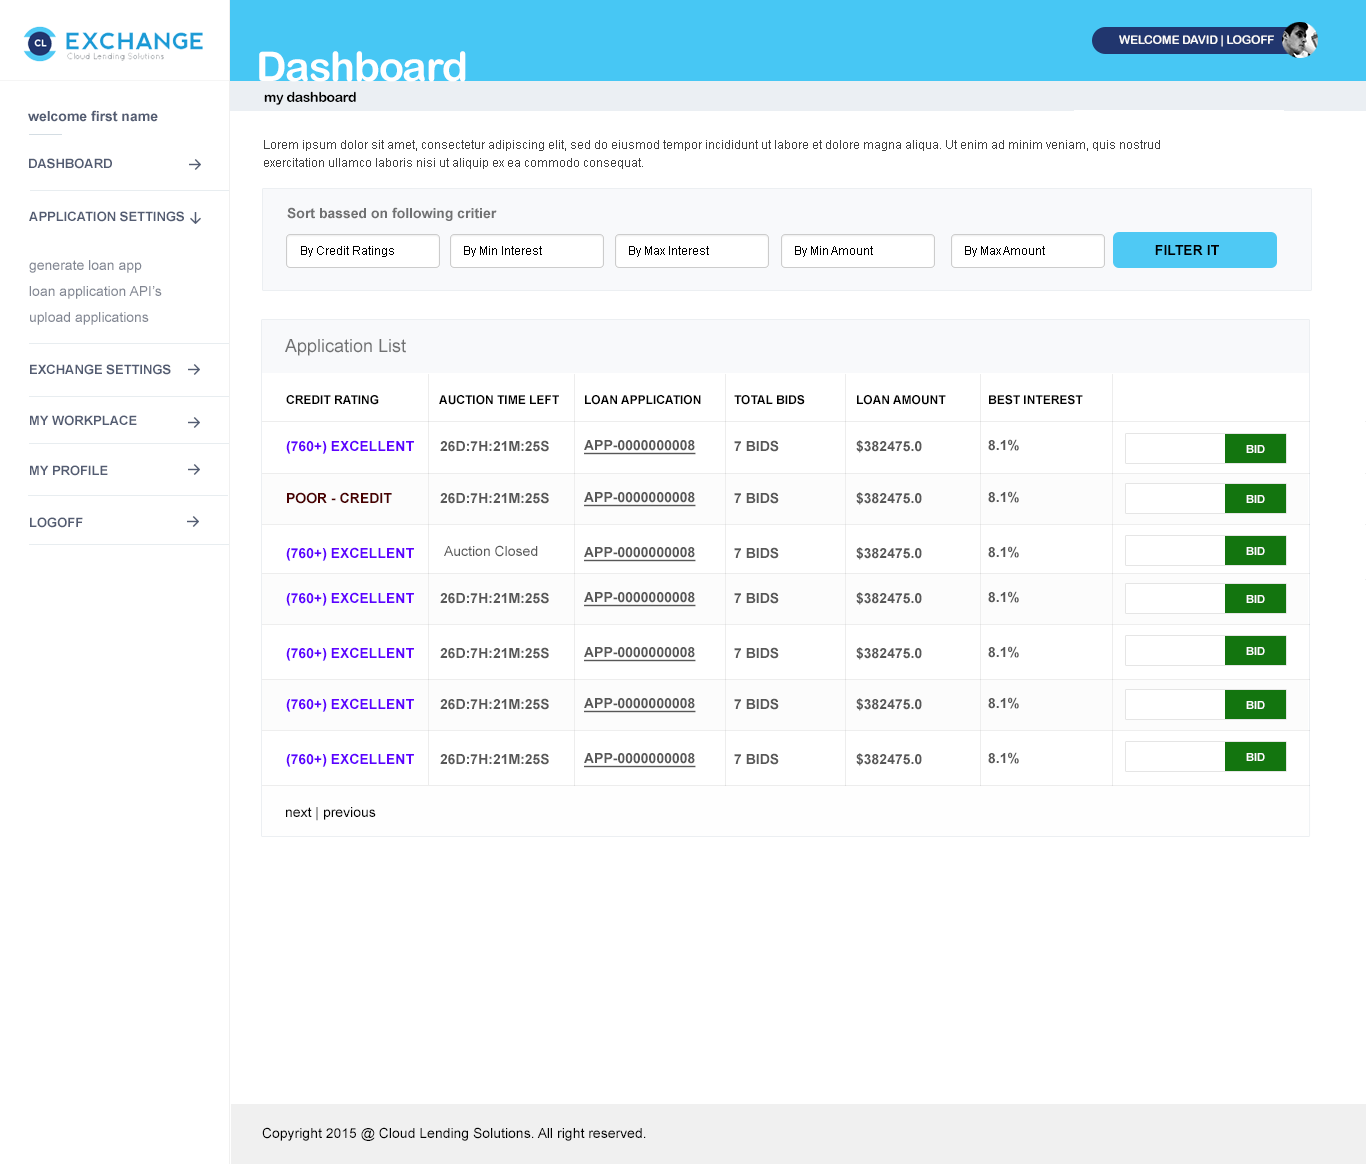 CL EXCHANGE
Cloud Lending Solutions
welcome first name
DASHBOARD
APPLICATION SETTINGS
generate loan app
loan application API's
upload applications
EXCHANGE SETTINGS
MY WORKPLACE
MY PROFILE
LOGOFF
WELCOME DAVID | LOGOFF
Dashboard
my dashboard
Lorem ipsum dolor sit amet, consectetur adipiscing elit, sed do eiusmod tempor incididunt ut labore et dolore magna aliqua. Ut enim ad minim veniam, quis nostrud
exercitation ullamco laboris nisi ut aliquip ex ea commodo consequat.
Sort bassed on following critier
By Credit Ratings By Min Interest By Max Interest By Min Amount By Max Amount FILTER IT
Application List
CREDIT RATING AUCTION TIME LEFT LOAN APPLICATION TOTAL BIDS LOAN AMOUNT BEST INTEREST
(760+) EXCELLENT 26D:7H:21M:25S APP-0000000008 7 BIDS $382475.0 8.1% BID
POOR - CREDIT 26D:7H:21M:25S APP-0000000008 7 BIDS $382475.0 8.1% BID
(760+) EXCELLENT Auction Closed APP-0000000008 7 BIDS $382475.0 8.1% BID
(760+) EXCELLENT 26D:7H:21M:25S APP-0000000008 7 BIDS $382475.0 8.1% BID
(760+) EXCELLENT 26D:7H:21M:25S APP-0000000008 7 BIDS $382475.0 8.1% BID
(760+) EXCELLENT 26D:7H:21M:25S APP-0000000008 7 BIDS $382475.0 8.1% BID
(760+) EXCELLENT 26D:7H:21M:25S APP-0000000008 7 BIDS $382475.0 8.1% BID
next | previous
Copyright 2015 @ Cloud Lending Solutions. All right reserved.